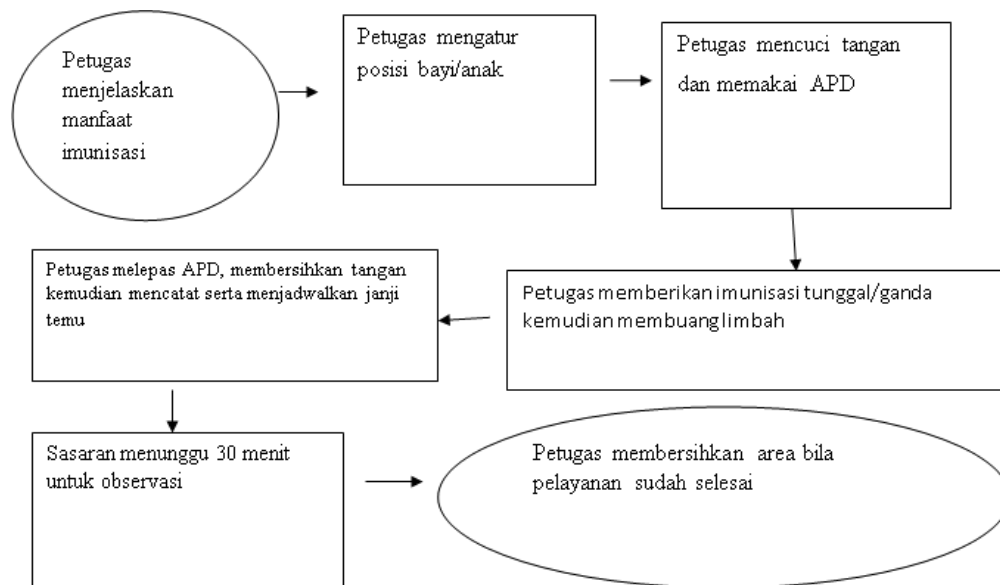 Petugas
menjelaskan
manfaat
imunisasi
Petugas mengatur
posisi bayi/anak
Petugas mencuci tangan
dan memakai APD
Petugas memberikan imunisasi tunggal/ganda
kemudian membuang limbah
Petugas melepas APD, membersihkan tangan
kemudian mencatat serta menjadwalkan janji
temu
Sasaran menunggu 30 menit
untuk observasi
Petugas membersihkan area bila
pelayanan sudah selesai